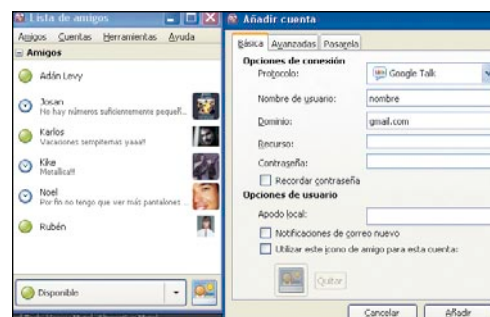 Lista de amigos
Amigos Cuentas Herramientas Ayuda
Amigos
Adán Levy
Josan
No hay números suficientemente pequeñ...
Karlos
Vacaciones sempiternas yaaa!!
Kike
Metallica!!!
Noel
Por fin no tengo que ver más pantalones ...
Rubén
Disponible
Añadir cuenta
Básica Avanzadas Pasarela
Opciones de conexión
Protocolo: Google Talk
Nombre de usuario: nombre
Dominio: gmail.com
Recurso:
Contraseña:
Recordar contraseña
Opciones de usuario
Apodo local:
Notificaciones de correo nuevo
Utilizar este icono de amigo para esta cuenta:
Quitar
Cancelar Añadir